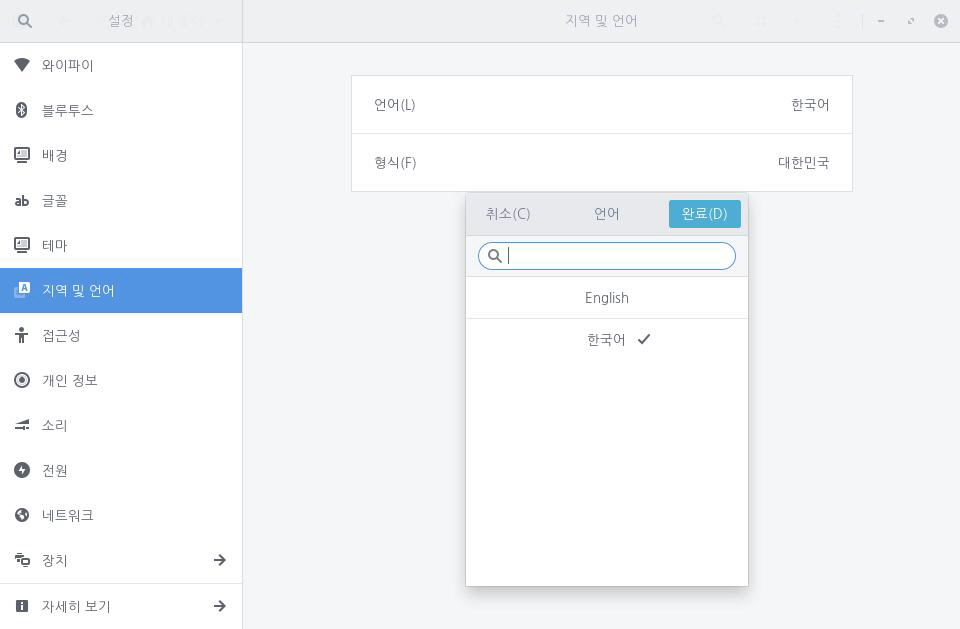 설정
지역 및 언어
와이파이
블루투스
배경
글꼴
테마
지역 및 언어
접근성
개인 정보
소리
전원
네트워크
장치
자세히 보기
언어(L)
한국어
형식(F)
대한민국
취소(C)
언어
완료(D)
English
한국어